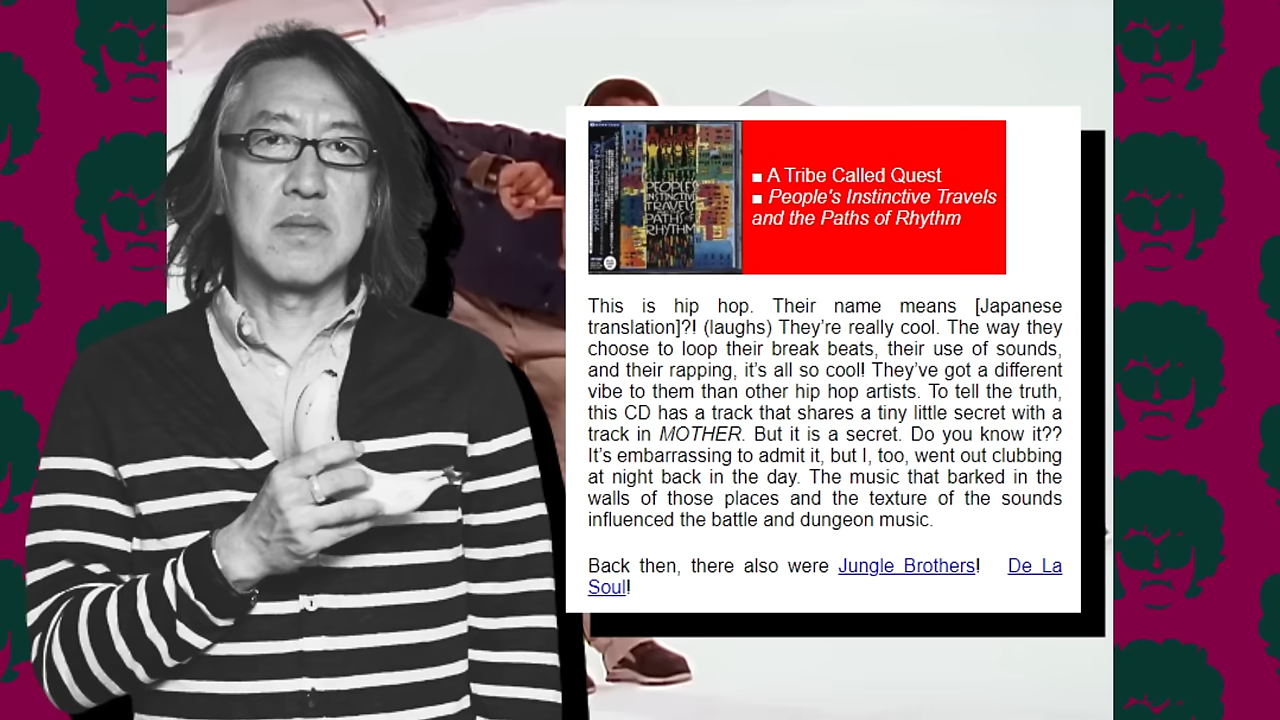 PEOPLE'S
INSTINCTIVE
TRAVELS
PATHS OF
RHYTHM
■ A Tribe Called Quest
■ People's Instinctive Travels
and the Paths of Rhythm
This is hip hop. Their name means [Japanese
translation]?! (laughs) They’re really cool. The way they
choose to loop their break beats, their use of sounds,
and their rapping, it’s all so cool! They’ve got a different
vibe to them than other hip hop artists. To tell the truth,
this CD has a track that shares a tiny little secret with a
track in MOTHER. But it is a secret. Do you know it??
It’s embarrassing to admit it, but I, too, went out clubbing
at night back in the day. The music that barked in the
walls of those places and the texture of the sounds
influenced the battle and dungeon music.
Back then, there also were Jungle Brothers! De La
Soul!